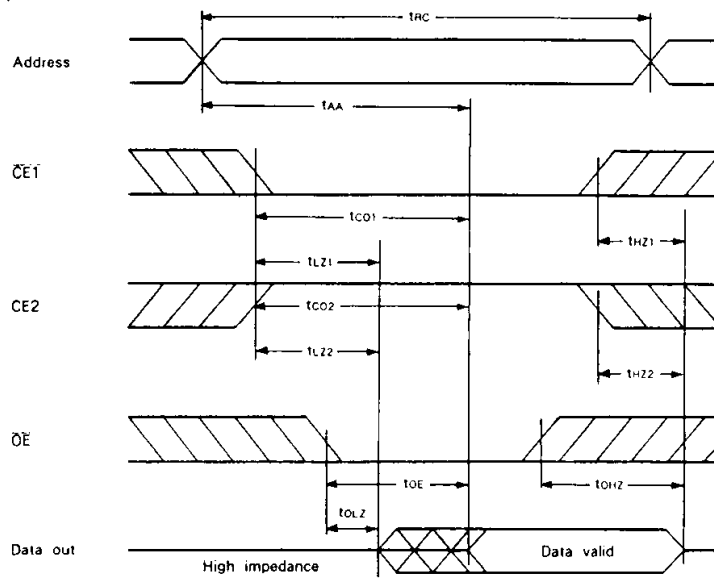 tRC
Address
tAA
CE1
tCO1
tHZ1
tLZ1
CE2
tCO2
tLZ2
tHZ2
OE
tOE
tOHZ
tOLZ
Data out
High impedance
Data valid